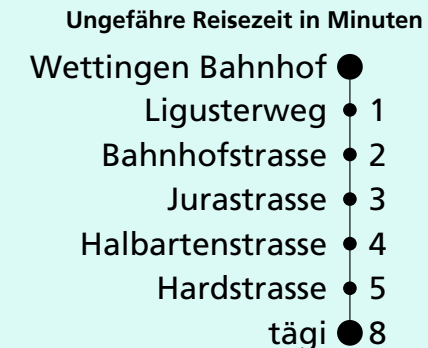 Ungefähre Reisezeit in Minuten
Wettingen Bahnhof
Ligusterweg 1
Bahnhofstrasse 2
Jurastrasse 3
Halbartenstrasse 4
Hardstrasse 5
tägi 8